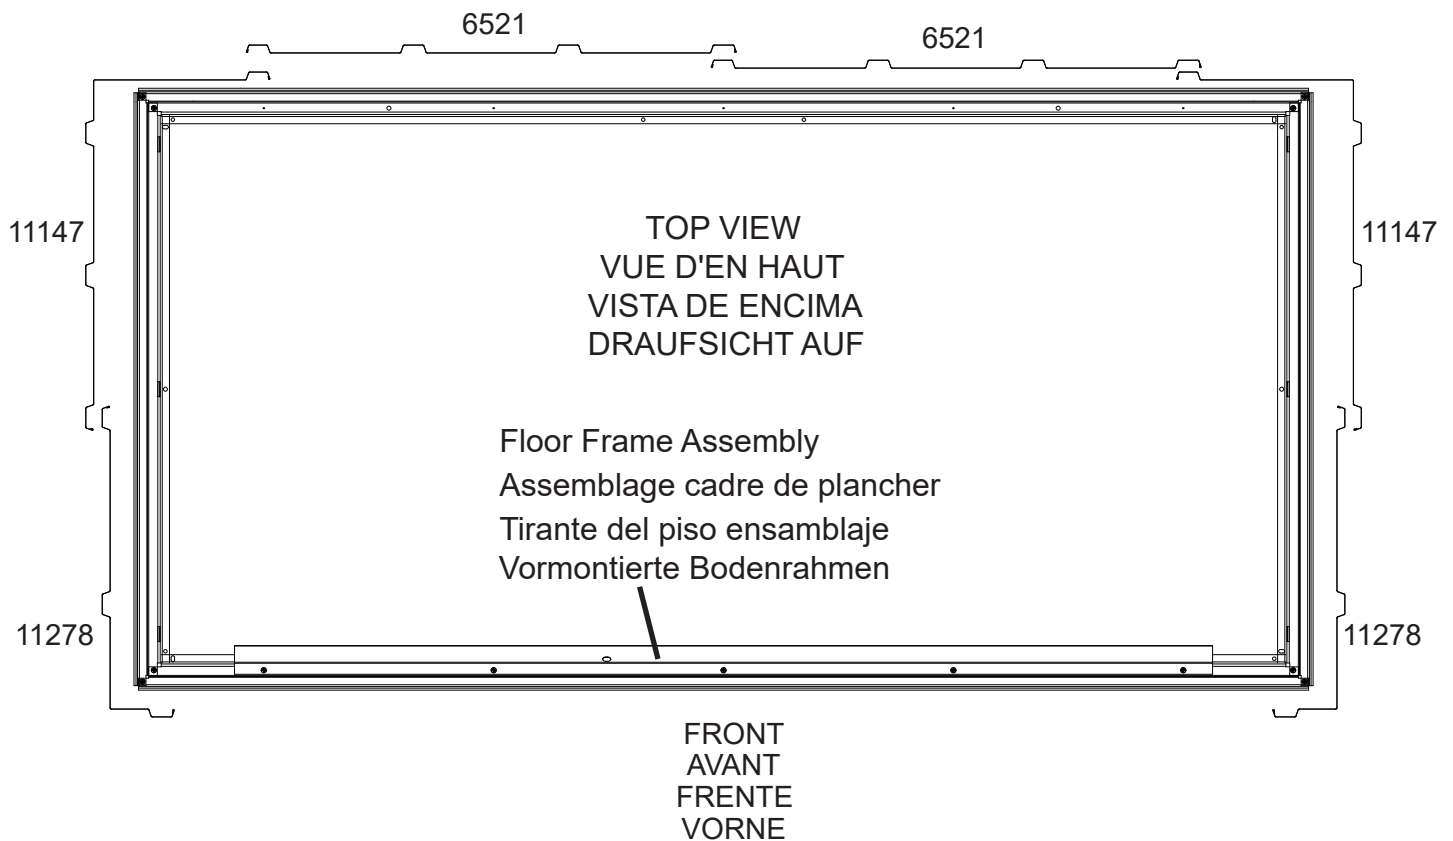 6521
6521
11147
11147
TOP VIEW
VUE D'EN HAUT
VISTA DE ENCIMA
DRAUFSICHT AUF
Floor Frame Assembly
Assemblage cadre de plancher
Tirante del piso ensamblaje
Vormontierte Bodenrahmen
11278
11278
FRONT
AVANT
FRENTE
VORNE